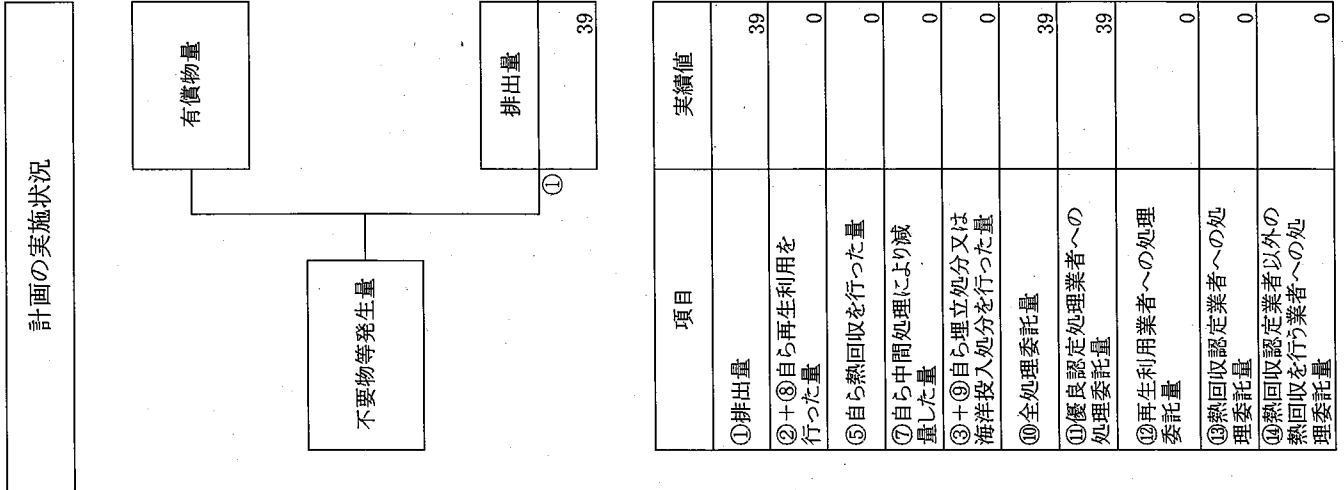 計画の実施状況
不要物等発生量
有償物量
排出量
①
39
項目
実績値
①排出量
39
②+⑧自ら再生利用を
行った量
0
⑤自ら熱回収を行った量
0
⑦自ら中間処理により減
量した量
0
③+⑨自ら埋立処分又は
海洋投入処分を行った量
0
⑩全処理委託量
39
⑪優良認定処理業者への
処理委託量
39
⑫再生利用業者への処理
委託量
0
⑬熱回収認定業者への処
理委託量
0
⑭熱回収認定業者以外の
熱回収を行う業者への処
理委託量
0